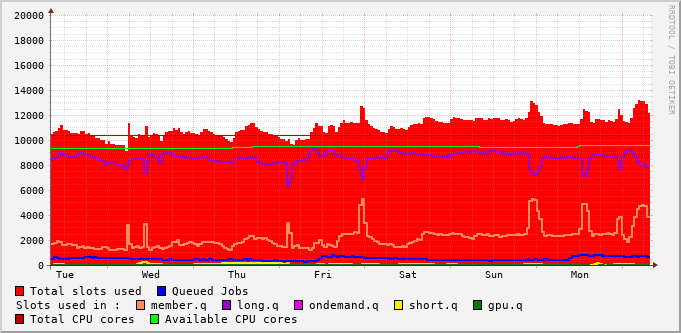 20000
18000
16000
14000
12000
10000
8000
6000
4000
2000
0
Tue Wed Thu Fri Sat Sun Mon
RRDTOOL / TOBI OETIKER
Total slots used Queued Jobs
Slots used in : member.q long.q ondemand.q short.q gpu.q
Total CPU cores Available CPU cores